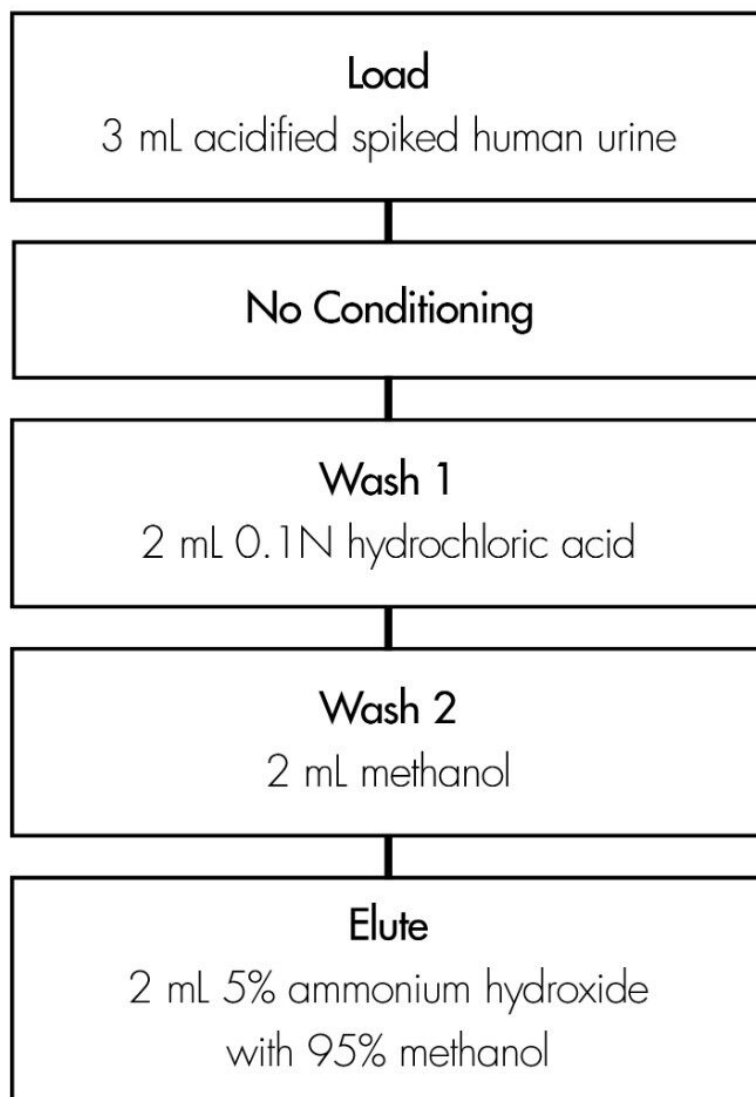 Load
3 mL acidified spiked human urine
No Conditioning
Wash 1
2 mL 0.1N hydrochloric acid
Wash 2
2 mL methanol
Elute
2 mL 5% ammonium hydroxide
with 95% methanol